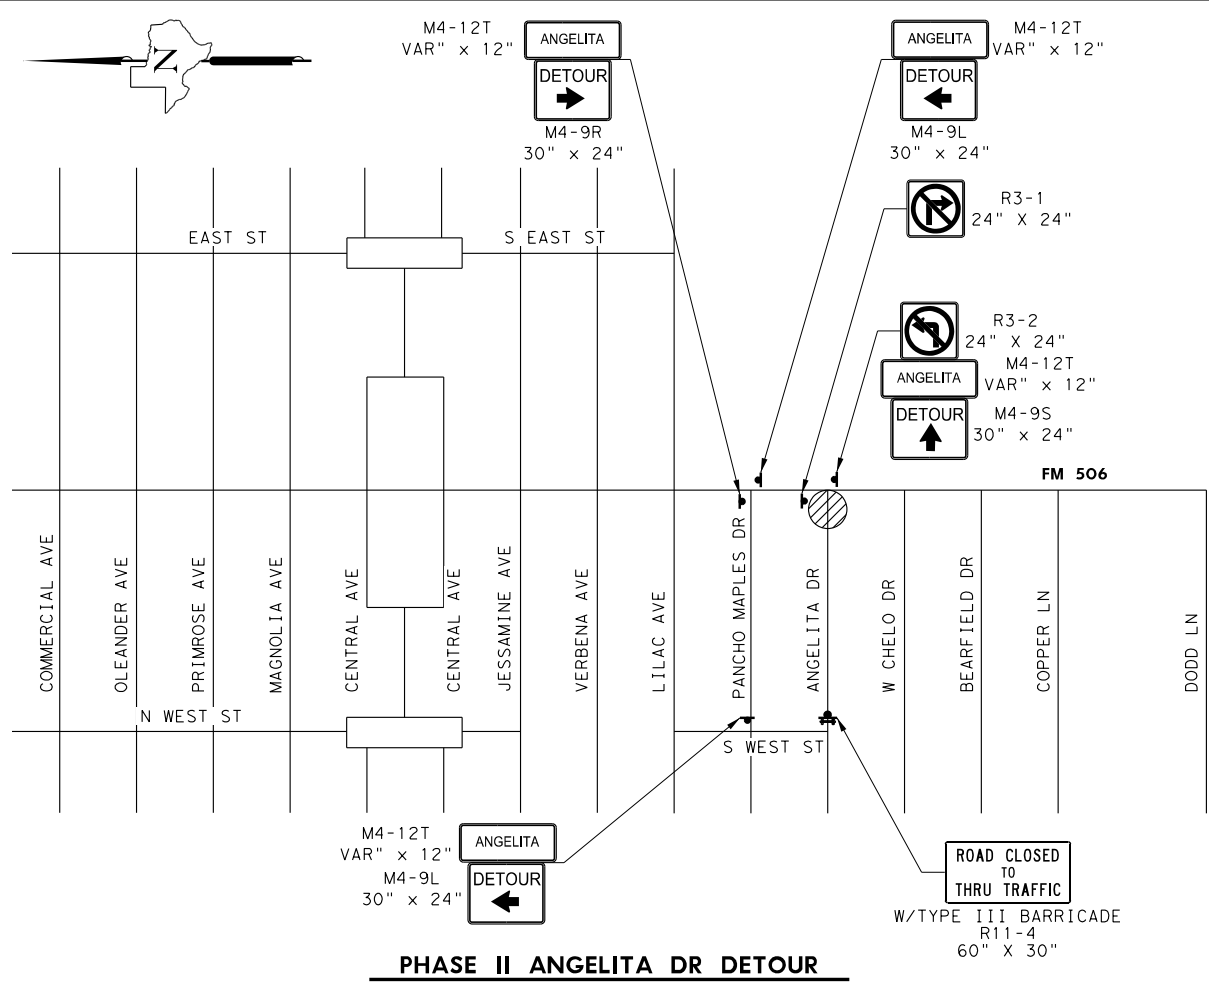 N
M4-12T
VAR" x 12"
ANGELITA
DETOUR
M4-9R
30" x 24"
ANGELITA
M4-12T
VAR" x 12"
DETOUR
M4-9L
30" x 24"
R3-1
24" X 24"
EAST ST
S EAST ST
R3-2
24" X 24"
M4-12T
VAR" x 12"
ANGELITA
DETOUR
M4-9S
30" x 24"
FM 506
COMMERCIAL AVE
OLEANDER AVE
PRIMROSE AVE
MAGNOLIA AVE
CENTRAL AVE
CENTRAL AVE
JESSAMINE AVE
VERBENA AVE
LILAC AVE
PANCHO MAPLES DR
ANGELITA DR
W CHELO DR
BEARFIELD DR
COPPER LN
DODD LN
N WEST ST
S WEST ST
M4-12T
VAR" x 12"
ANGELITA
M4-9L
30" x 24"
DETOUR
ROAD CLOSED
TO
THRU TRAFFIC
W/TYPE III BARRICADE
R11-4
60" X 30"
PHASE II ANGELITA DR DETOUR